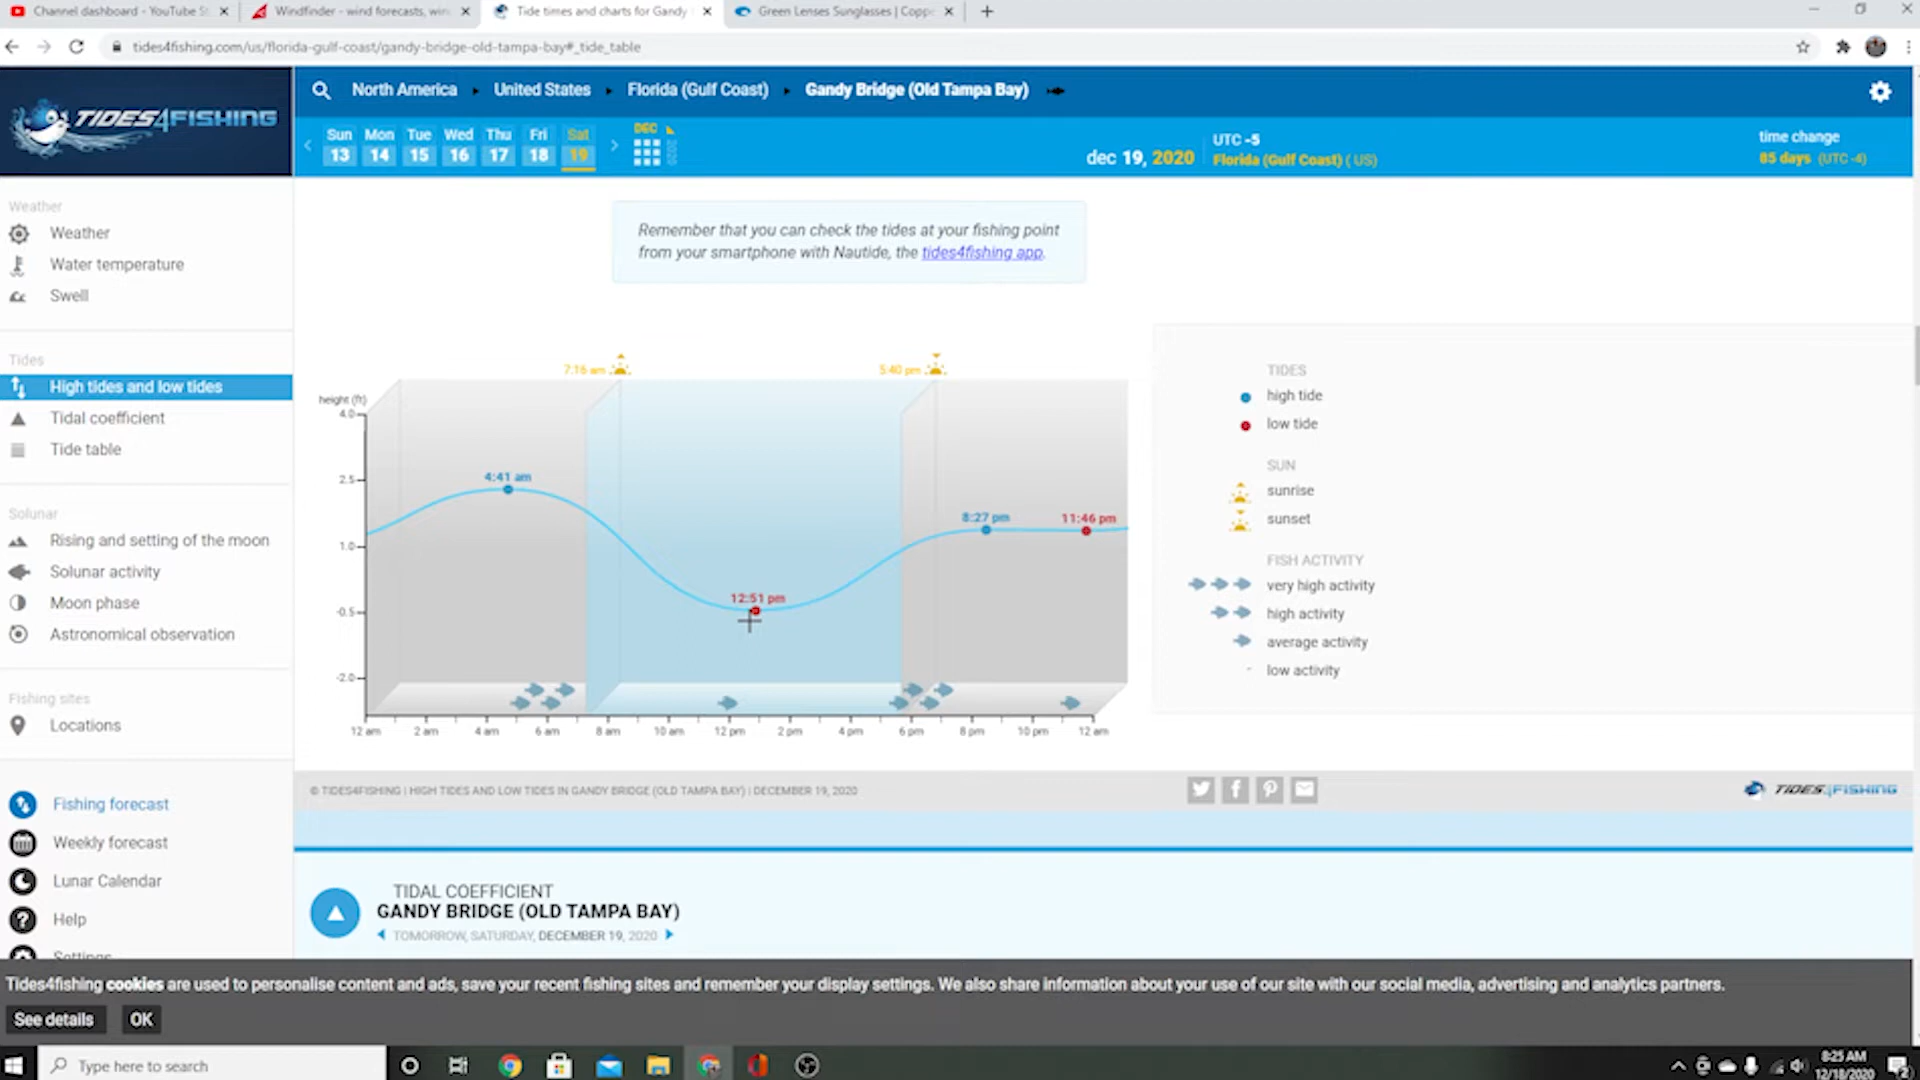 Channel dashboard - YouTube St
Windfinder - wind forecasts, win
Tide times and charts for Gandy
Green Lenses Sunglasses | Coppe
tides4fishing.com/us/florida-gulf-coast/gandy-bridge-old-tampa-bay#_tide_table
TIDES4FISHING
North America
United States
Florida (Gulf Coast)
Gandy Bridge (Old Tampa Bay)
Sun Mon Tue Wed Thu Fri Sat
13 14 15 16 17 18 19
DEC
2020
dec 19, 2020
UTC -5
Florida (Gulf Coast) ( US)
time change
85 days (UTC -4)
Weather
Weather
Water temperature
Swell
Tides
High tides and low tides
Tidal coefficient
Tide table
Solunar
Rising and setting of the moon
Solunar activity
Moon phase
Astronomical observation
Fishing sites
Locations
Fishing forecast
Weekly forecast
Lunar Calendar
Help
Settings
Remember that you can check the tides at your fishing point
from your smartphone with Nautide, the tides4fishing app.
7:16 am
5:40 pm
height (ft)
4.0
2.5
1.0
-0.5
-2.0
4:41 am
12:51 pm
8:27 pm
11:46 pm
12 am 2 am 4 am 6 am 8 am 10 am 12 pm 2 pm 4 pm 6 pm 8 pm 10 pm 12 am
TIDES
high tide
low tide
SUN
sunrise
sunset
FISH ACTIVITY
very high activity
high activity
average activity
low activity
© TIDES4FISHING | HIGH TIDES AND LOW TIDES IN GANDY BRIDGE (OLD TAMPA BAY) | DECEMBER 19, 2020
TIDES4FISHING
TIDAL COEFFICIENT
GANDY BRIDGE (OLD TAMPA BAY)
TOMORROW, SATURDAY, DECEMBER 19, 2020
Tides4fishing cookies are used to personalise content and ads, save your recent fishing sites and remember your display settings. We also share information about your use of our site with our social media, advertising and analytics partners.
See details
OK
Type here to search
8:25 AM
12/18/2020
2